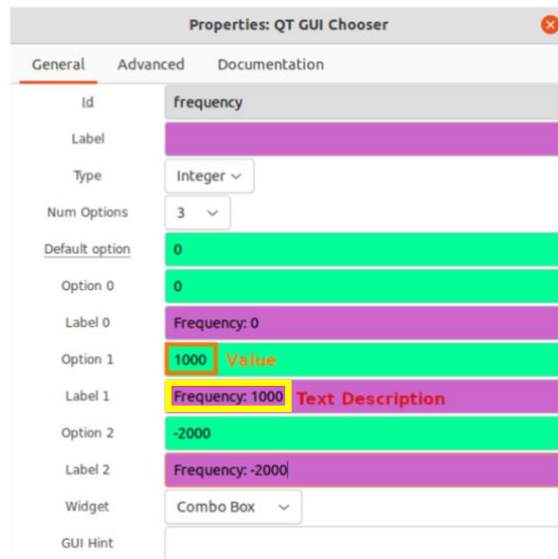 Properties: QT GUI Chooser
General Advanced Documentation
Id frequency
Label
Type Integer
Num Options 3
Default option 0
Option 0 0
Label 0 Frequency: 0
Option 1 1000 Value
Label 1 Frequency: 1000 Text Description
Option 2 -2000
Label 2 Frequency: -2000
Widget Combo Box
GUI Hint